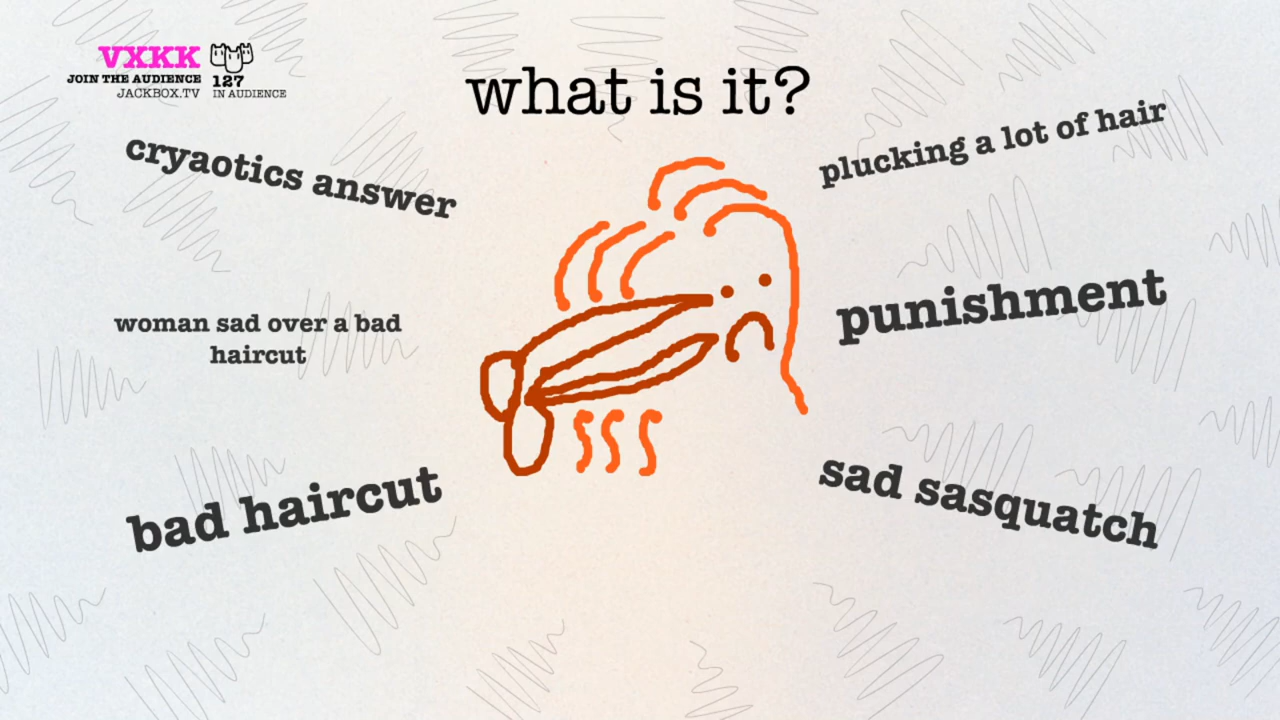 VXKK
JOIN THE AUDIENCE
JACKBOX.TV
127
IN AUDIENCE
what is it?
cryaotics answer
plucking a lot of hair
woman sad over a bad
haircut
punishment
bad haircut
sad sasquatch